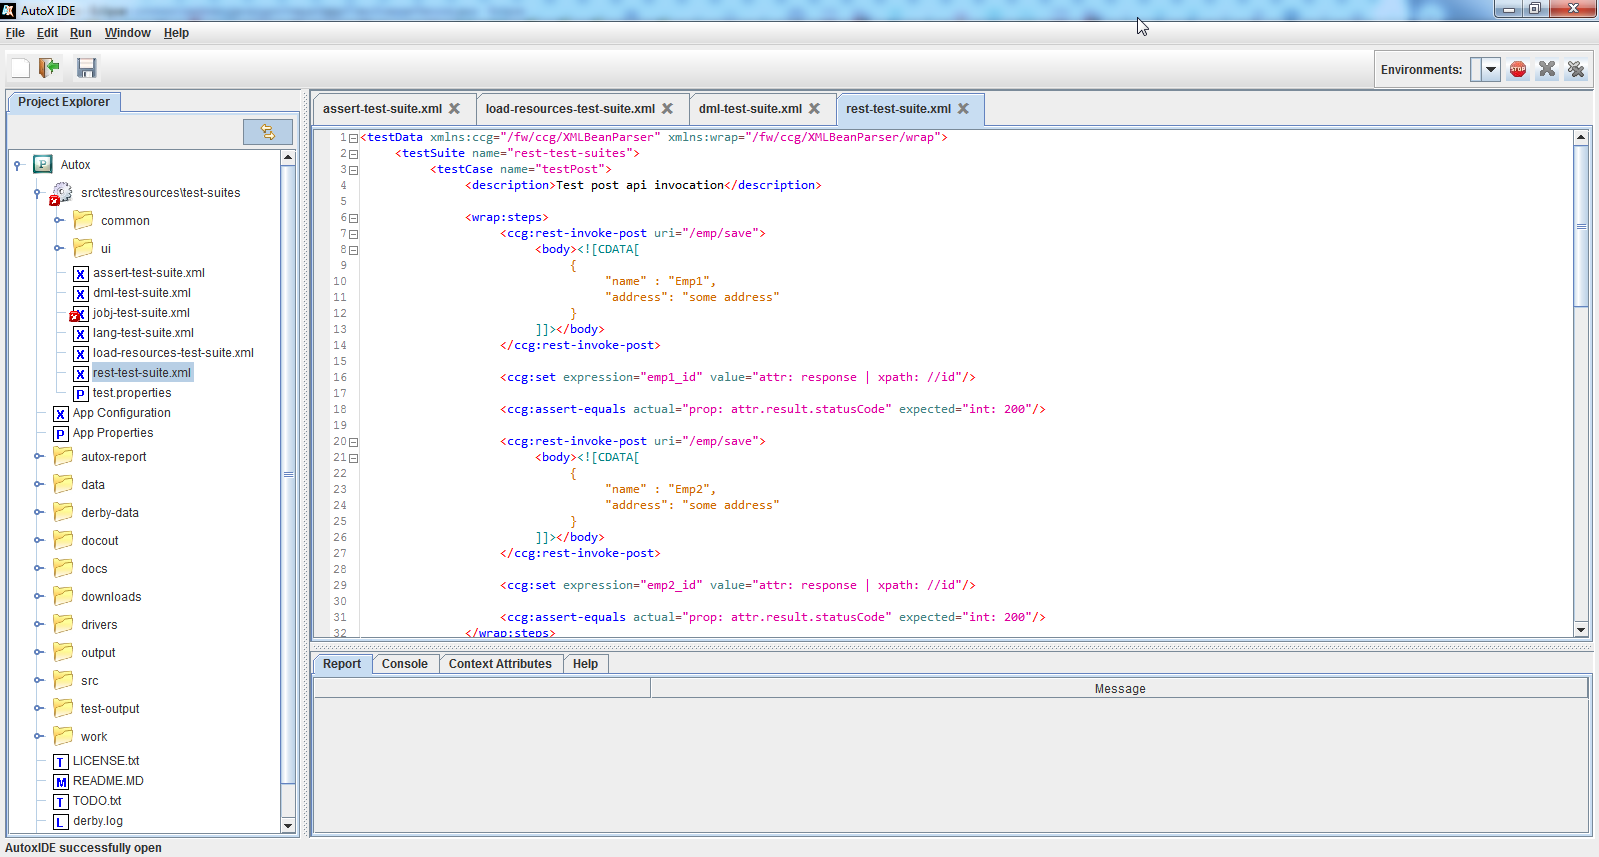 AutoX IDE
File Edit Run Window Help
Environments:
STOP
Project Explorer
Autox
src\test\resources\test-suites
common
ui
assert-test-suite.xml
dml-test-suite.xml
jobj-test-suite.xml
lang-test-suite.xml
load-resources-test-suite.xml
rest-test-suite.xml
test.properties
App Configuration
App Properties
autox-report
data
derby-data
docout
docs
downloads
drivers
output
src
test-output
work
LICENSE.txt
README.MD
TODO.txt
derby.log
assert-test-suite.xml load-resources-test-suite.xml dml-test-suite.xml rest-test-suite.xml
1 <testData xmlns:ccg="/fw/ccg/XMLBeanParser" xmlns:wrap="/fw/ccg/XMLBeanParser/wrap">
2 <testSuite name="rest-test-suites">
3 <testCase name="testPost">
4 <description>Test post api invocation</description>
5
6 <wrap:steps>
7 <ccg:rest-invoke-post uri="/emp/save">
8 <body><![CDATA[
9 {
10 "name" : "Emp1",
11 "address": "some address"
12 }
13 ]]></body>
14 </ccg:rest-invoke-post>
15
16 <ccg:set expression="emp1_id" value="attr: response | xpath: //id"/>
17
18 <ccg:assert-equals actual="prop: attr.result.statusCode" expected="int: 200"/>
19
20 <ccg:rest-invoke-post uri="/emp/save">
21 <body><![CDATA[
22 {
23 "name" : "Emp2",
24 "address": "some address"
25 }
26 ]]></body>
27 </ccg:rest-invoke-post>
28
29 <ccg:set expression="emp2_id" value="attr: response | xpath: //id"/>
30
31 <ccg:assert-equals actual="prop: attr.result.statusCode" expected="int: 200"/>
32 </wrap:steps>
Report Console Context Attributes Help
Message
AutoxIDE successfully open